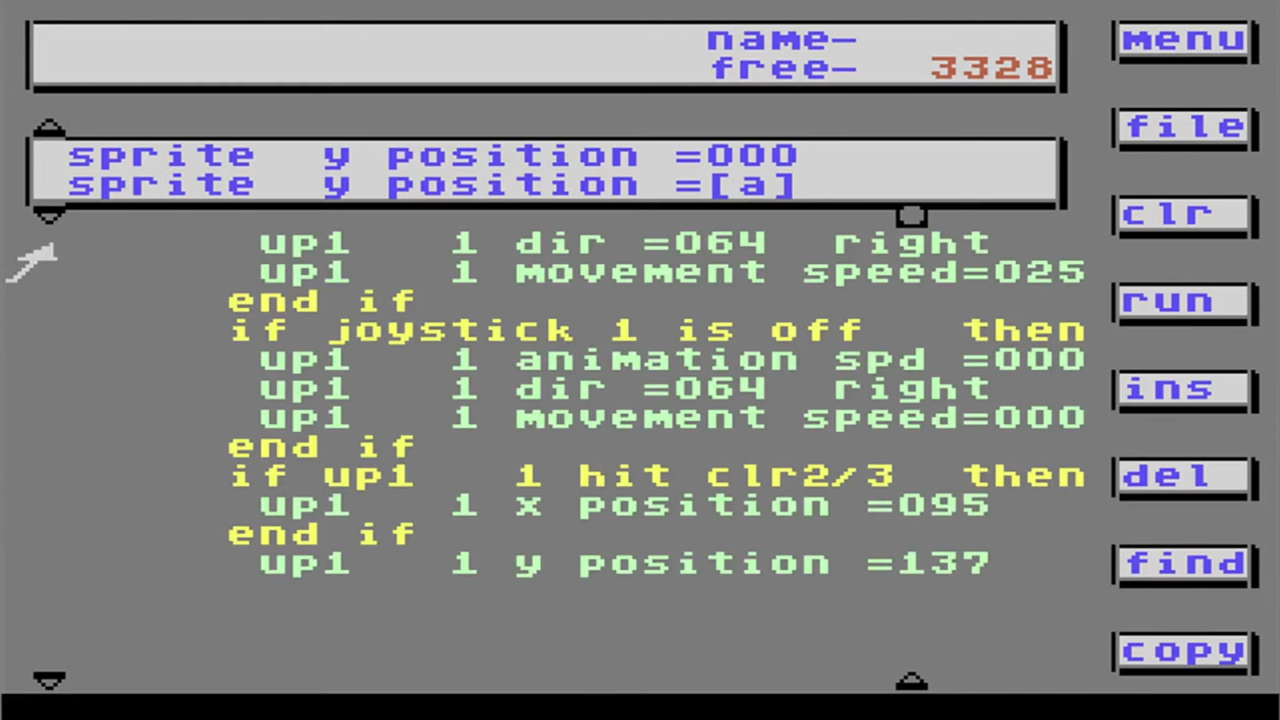 name-
free- 3328
sprite y position =000
sprite y position =[a]
up1 1 dir =064 right
up1 1 movement speed=025
end if
if joystick 1 is off then
up1 1 animation spd =000
up1 1 dir =064 right
up1 1 movement speed=000
end if
if up1 1 hit clr2/3 then
up1 1 x position =095
end if
up1 1 y position =137
menu
file
clr
run
ins
del
find
copy